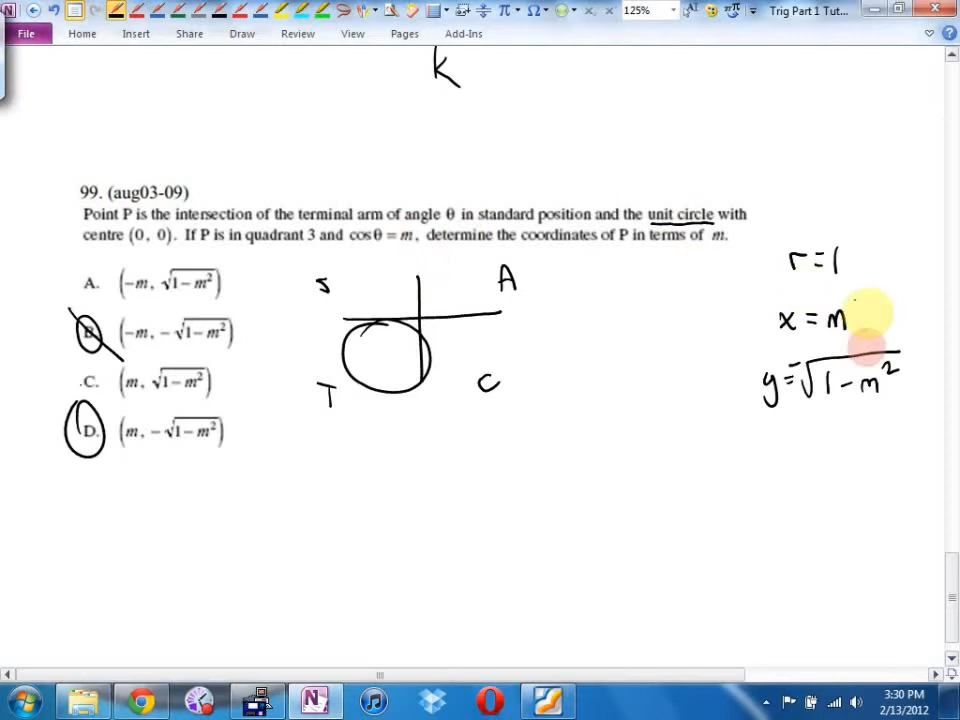 125% Trig Part 1 Tut...
File Home Insert Share Draw Review View Pages Add-Ins
k
99. (aug03-09)
Point P is the intersection of the terminal arm of angle θ in standard position and the unit circle with
centre (0, 0). If P is in quadrant 3 and cosθ = m, determine the coordinates of P in terms of m.
A. (-m, √1-m²)
B. (-m, -√1-m²)
C. (m, √1-m²)
D. (m, -√1-m²)
S A
T C
r = 1
x = m
y = -√1-m²
3:30 PM
2/13/2012